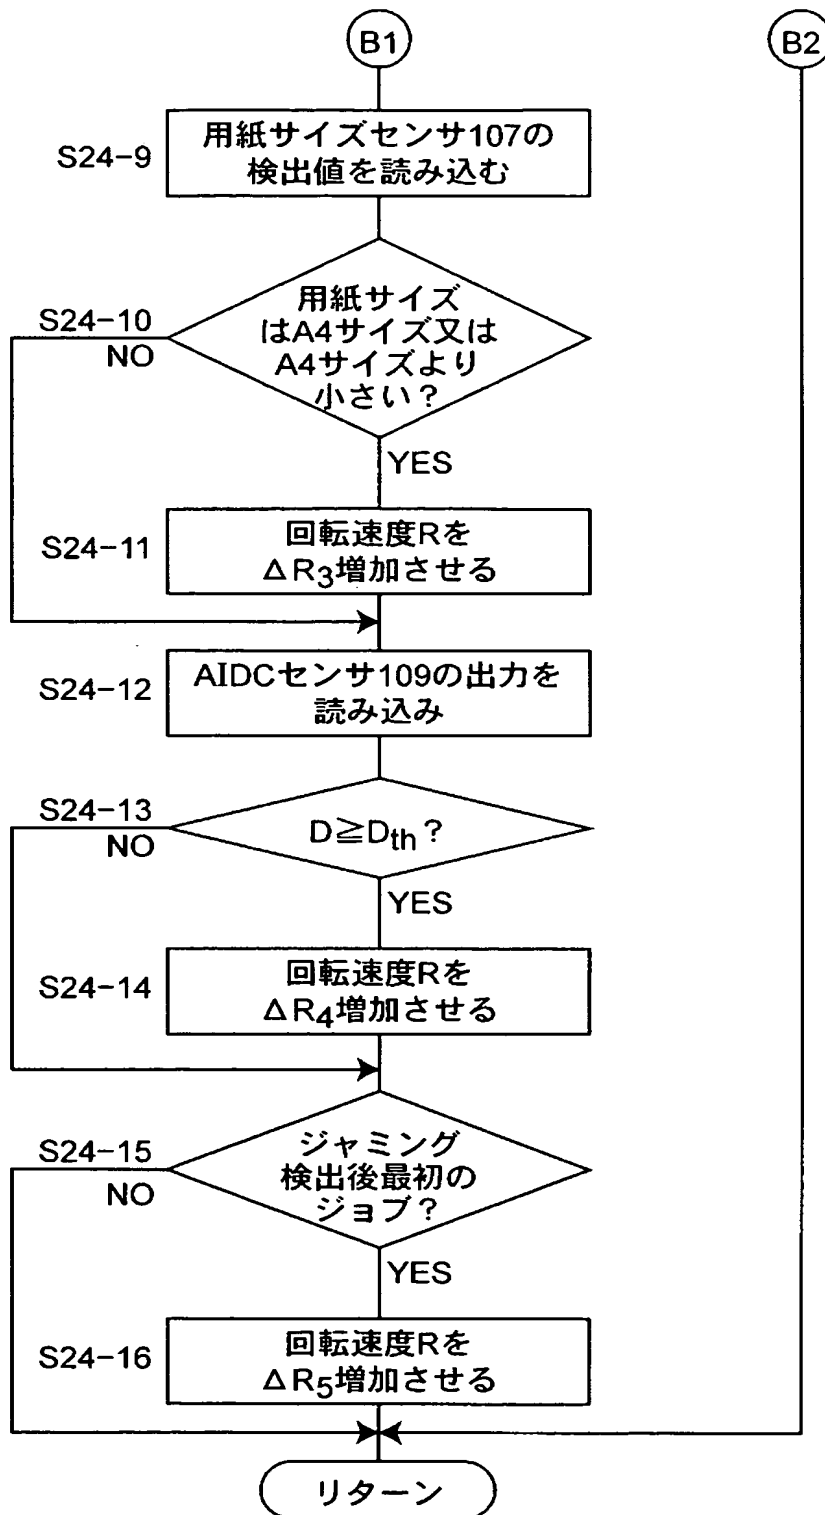 B1
B2
S24-9
用紙サイズセンサ107の
検出値を読み込む
S24-10
NO
用紙サイズ
はA4サイズ又は
A4サイズより
小さい?
YES
S24-11
回転速度Rを
ΔR3増加させる
S24-12
AIDCセンサ109の出力を
読み込み
S24-13
NO
D≧Dth?
YES
S24-14
回転速度Rを
ΔR4増加させる
S24-15
NO
ジャミング
検出後最初の
ジョブ?
YES
S24-16
回転速度Rを
ΔR5増加させる
リターン